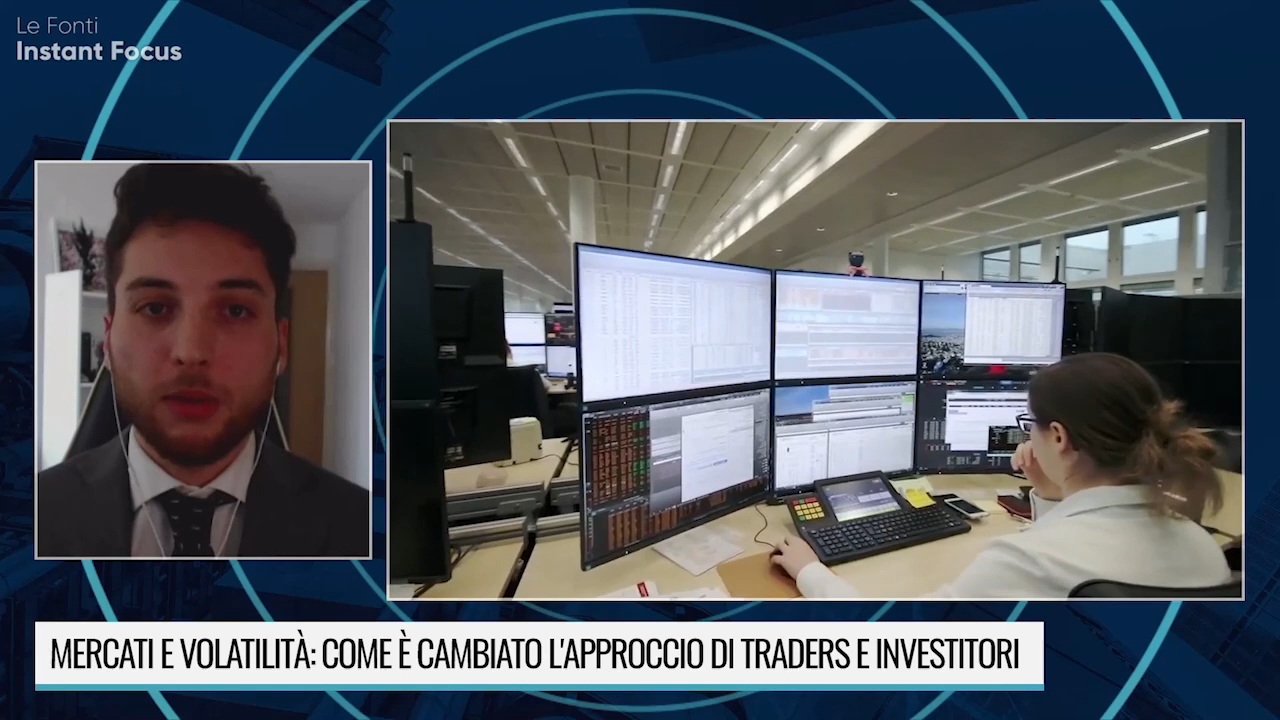 Le Fonti
Instant Focus
MERCATI E VOLATILITÀ: COME È CAMBIATO L'APPROCCIO DI TRADERS E INVESTITORI